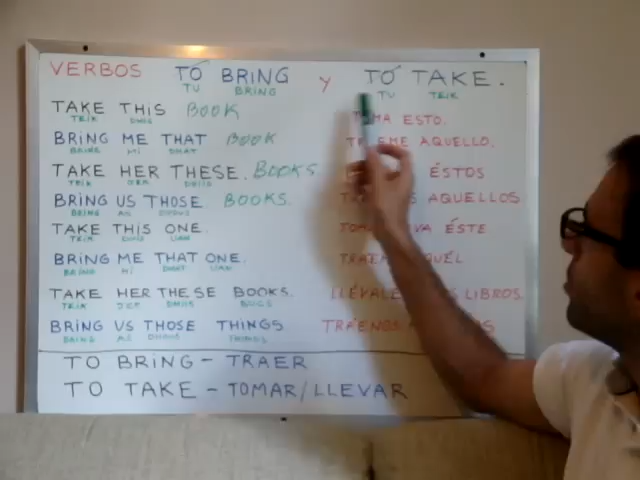 VERBOS TO BRING Y TO TAKE.
TU BRING TU TEIK
TAKE THIS BOOK ESTO.
TEIK DHIS
BRING ME THAT BOOK AQUELLO.
BRING MI DHAT
TAKE HER THESE. BOOKS ÉSTOS
TEIK JER DHIIS
BRING US THOSE BOOKS. AQUELLOS
BRING AS DHOUS
TAKE THIS ONE. ÉSTE
TEIK DHIS UAN
BRING ME THAT ONE.
BRING MI DHAT UAN
TAKE HER THESE BOOKS. LLÉVALE LIBROS.
TEIK JER DHIIS BUCS
BRING US THOSE THINGS TRÁENOS
BRING AS DHOUS THINGS
TO BRING – TRAER
TO TAKE – TOMAR/LLEVAR